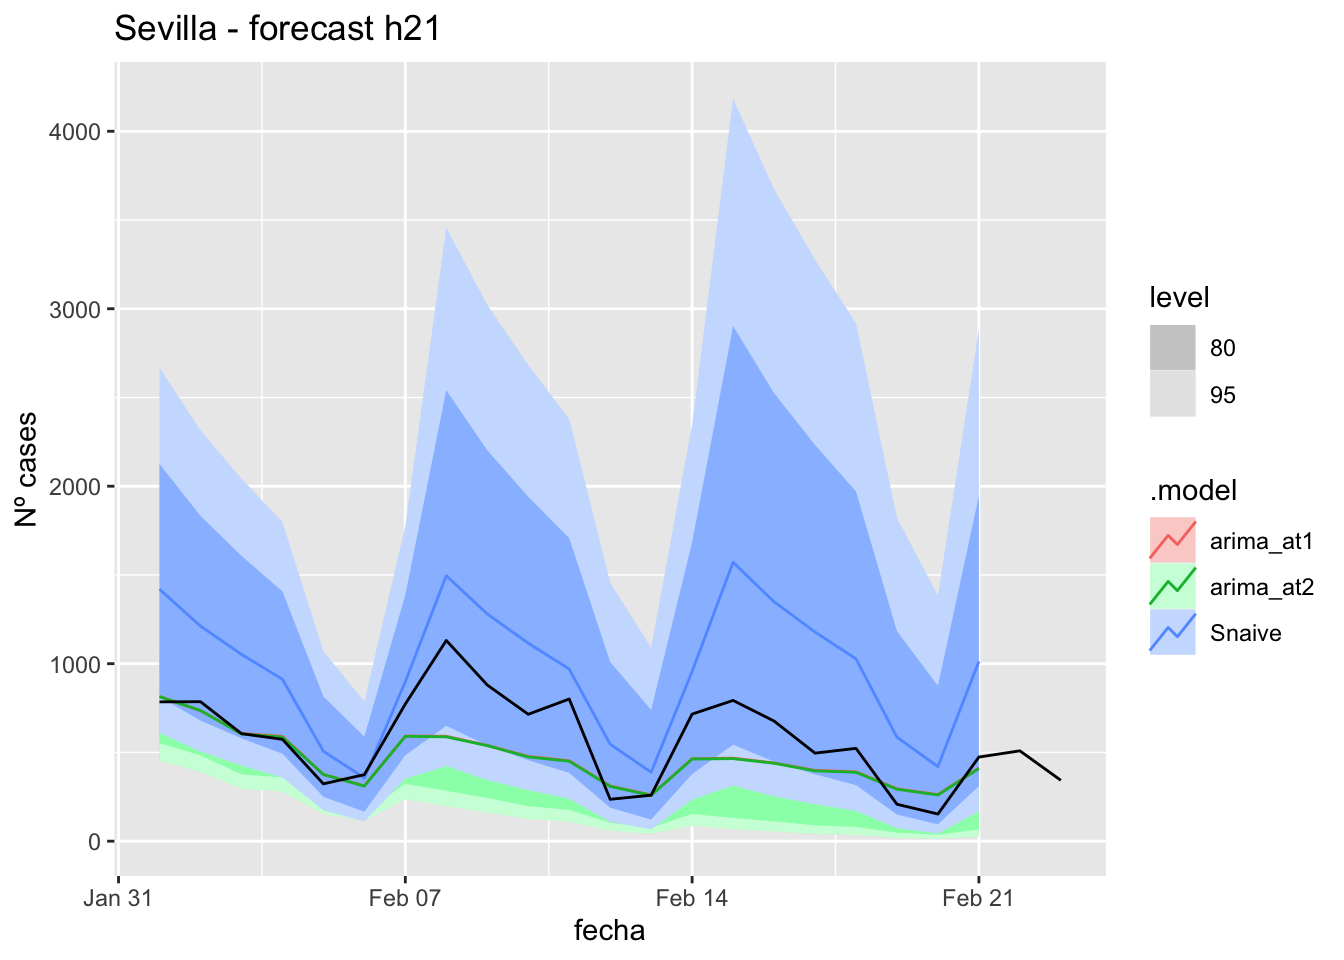 Sevilla - forecast h21
Nº cases
4000
3000
2000
1000
0
Jan 31
Feb 07
Feb 14
Feb 21
fecha
level
80
95
.model
arima_at1
arima_at2
Snaive